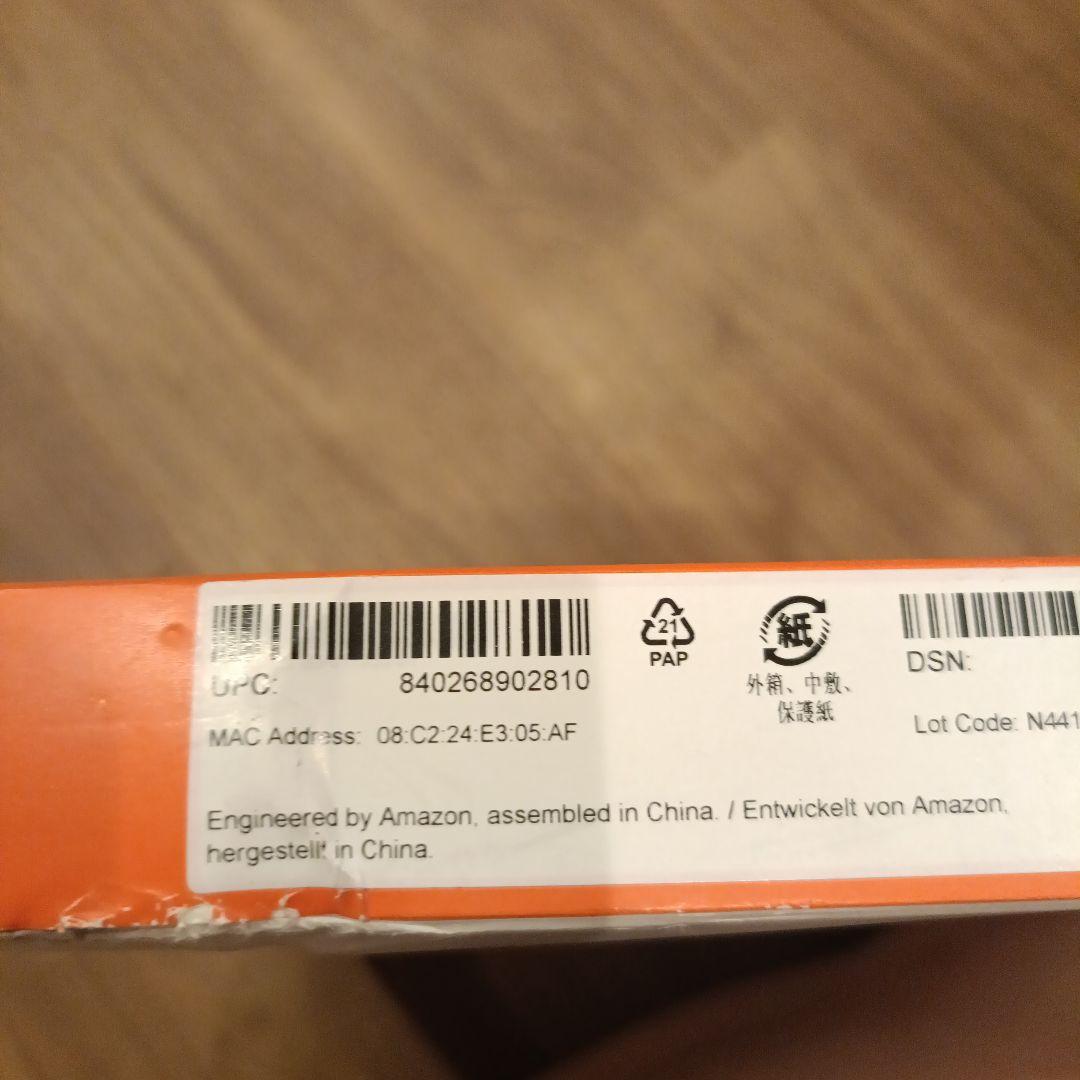 UPC: 840268902810
MAC Address: 08:C2:24:E3:05:AF
Engineered by Amazon, assembled in China. / Entwickelt von Amazon,
hergestellt in China.
21
PAP
紙
外箱、中敷、
保護紙
DSN:
Lot Code: N441